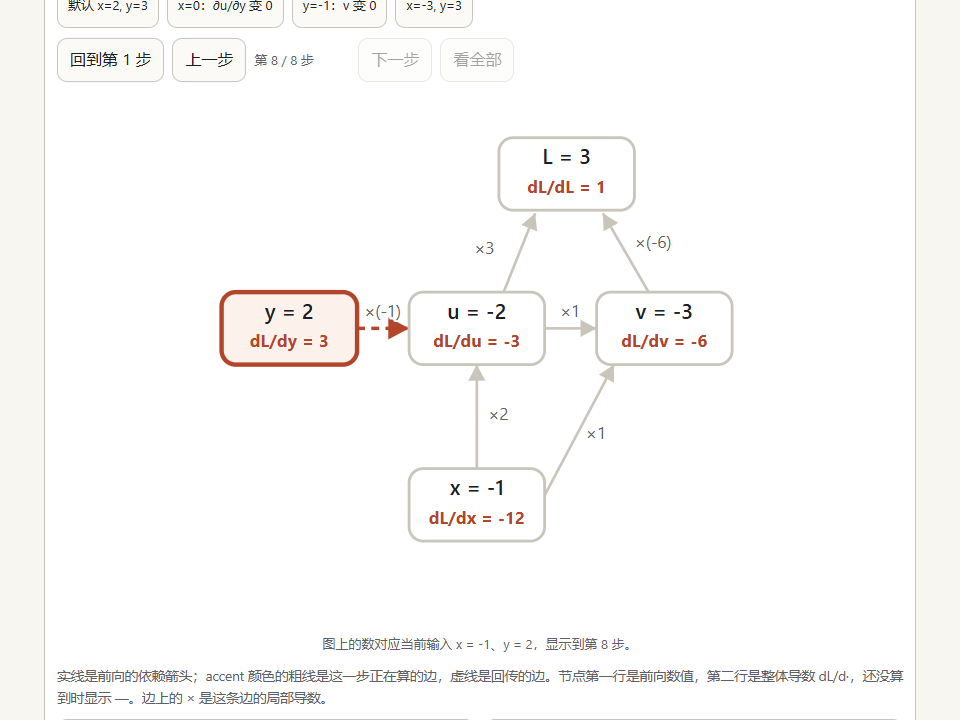 默认 x=2, y=3 x=0：∂u/∂y 变 0 y=-1：v 变 0 x=-3, y=3
回到第 1 步 上一步 第 8 / 8 步 下一步 看全部
L = 3
dL/dL = 1
×3 ×(-6)
y = 2 ×(-1) u = -2 ×1 v = -3
dL/dy = 3 dL/du = -3 dL/dv = -6
×2
×1
x = -1
dL/dx = -12
图上的数对应当前输入 x = -1、y = 2，显示到第 8 步。
实线是前向的依赖箭头；accent 颜色的粗线是这一步正在算的边，虚线是回传的边。节点第一行是前向数值，第二行是整体导数 dL/d·，还没算
到时显示 —。边上的 × 是这条边的局部导数。